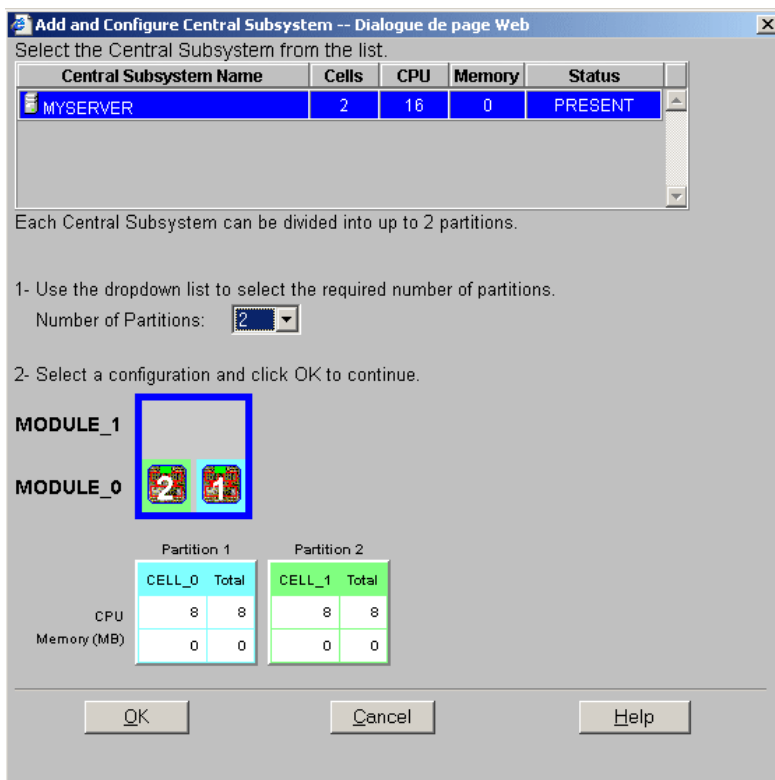 Add and Configure Central Subsystem -- Dialogue de page Web
Select the Central Subsystem from the list.
Central Subsystem Name Cells CPU Memory Status
MYSERVER 2 16 0 PRESENT
Each Central Subsystem can be divided into up to 2 partitions.
1- Use the dropdown list to select the required number of partitions.
Number of Partitions: 2
2- Select a configuration and click OK to continue.
MODULE_1
MODULE_0 2 1
Partition 1 Partition 2
CELL_0 Total CELL_1 Total
CPU 8 8 8 8
Memory (MB) 0 0 0 0
OK Cancel Help